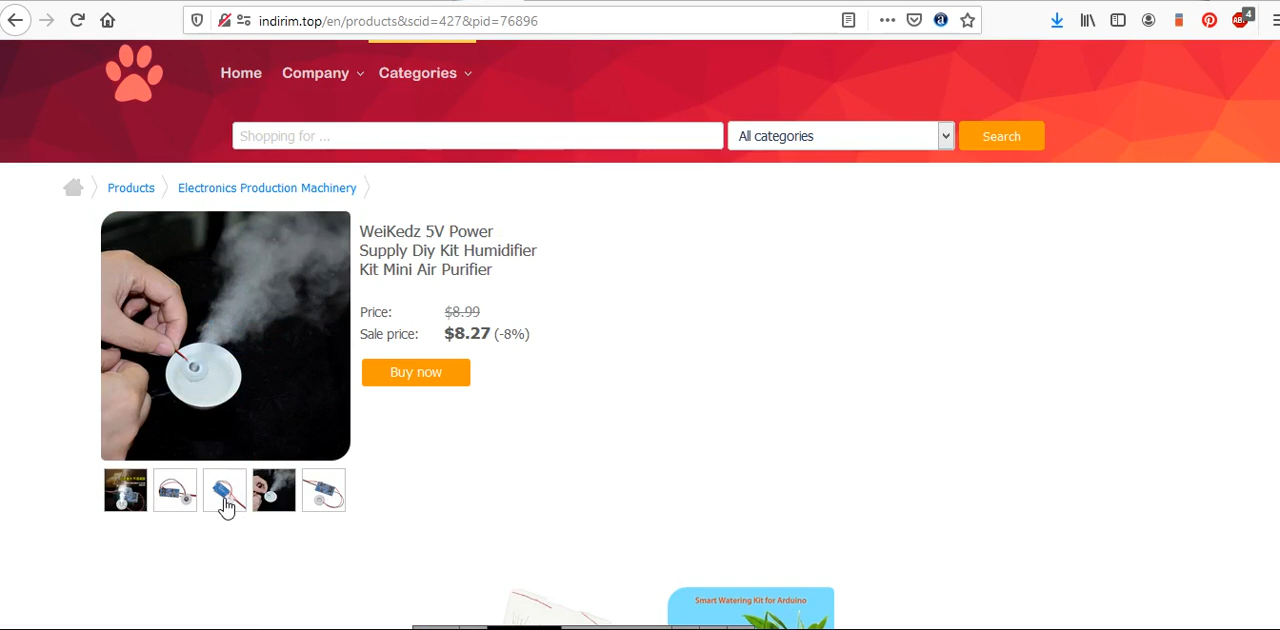 indirim.top/en/products&scid=427&pid=76896
4
Home
Company
Categories
Shopping for ...
All categories
Search
Products
Electronics Production Machinery
WeiKedz 5V Power
Supply Diy Kit Humidifier
Kit Mini Air Purifier
Price: $8.99
Sale price: $8.27 (-8%)
Buy now
Smart Watering Kit for Arduino